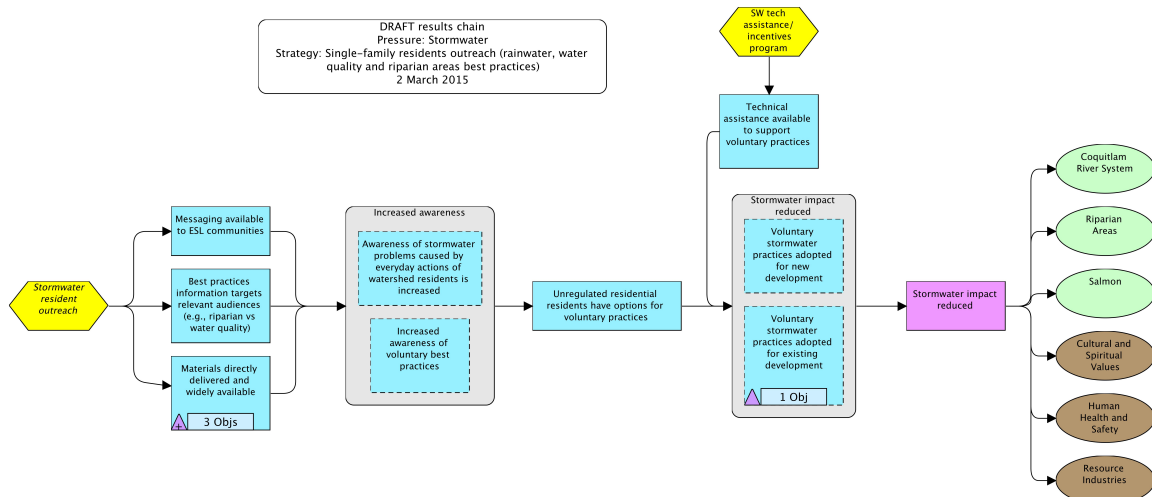 DRAFT results chain
Pressure: Stormwater
Strategy: Single-family residents outreach (rainwater, water
quality and riparian areas best practices)
2 March 2015
SW tech
assistance/
incentives
program
Technical
assistance available
to support
voluntary practices
Stormwater
resident
outreach
Messaging available
to ESL communities
Best practices
information targets
relevant audiences
(e.g., riparian vs
water quality)
Materials directly
delivered and
widely available
+
3 Objs
Increased awareness
Awareness of stormwater
problems caused by
everyday actions of
watershed residents is
increased
Increased
awareness of
voluntary best
practices
Unregulated residential
residents have options for
voluntary practices
Stormwater impact
reduced
Voluntary
stormwater
practices adopted
for new
development
Voluntary
stormwater
practices adopted
for existing
development
1 Obj
Stormwater impact
reduced
Coquitlam
River System
Riparian
Areas
Salmon
Cultural and
Spiritual
Values
Human
Health and
Safety
Resource
Industries